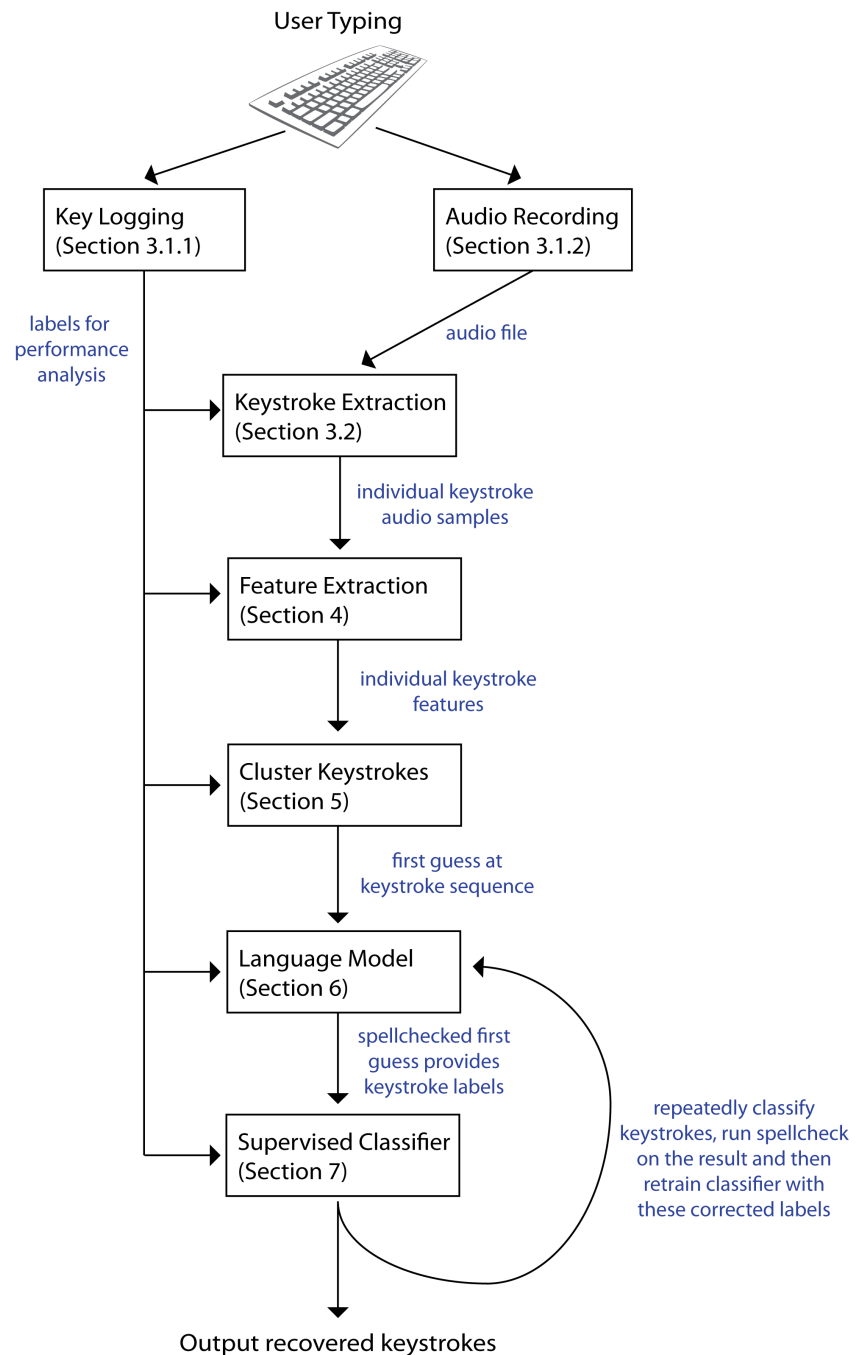 User Typing
Key Logging
(Section 3.1.1)
Audio Recording
(Section 3.1.2)
labels for
performance
analysis
audio file
Keystroke Extraction
(Section 3.2)
individual keystroke
audio samples
Feature Extraction
(Section 4)
individual keystroke
features
Cluster Keystrokes
(Section 5)
first guess at
keystroke sequence
Language Model
(Section 6)
spellchecked first
guess provides
keystroke labels
repeatedly classify
keystrokes, run spellcheck
on the result and then
retrain classifier with
these corrected labels
Supervised Classifier
(Section 7)
Output recovered keystrokes